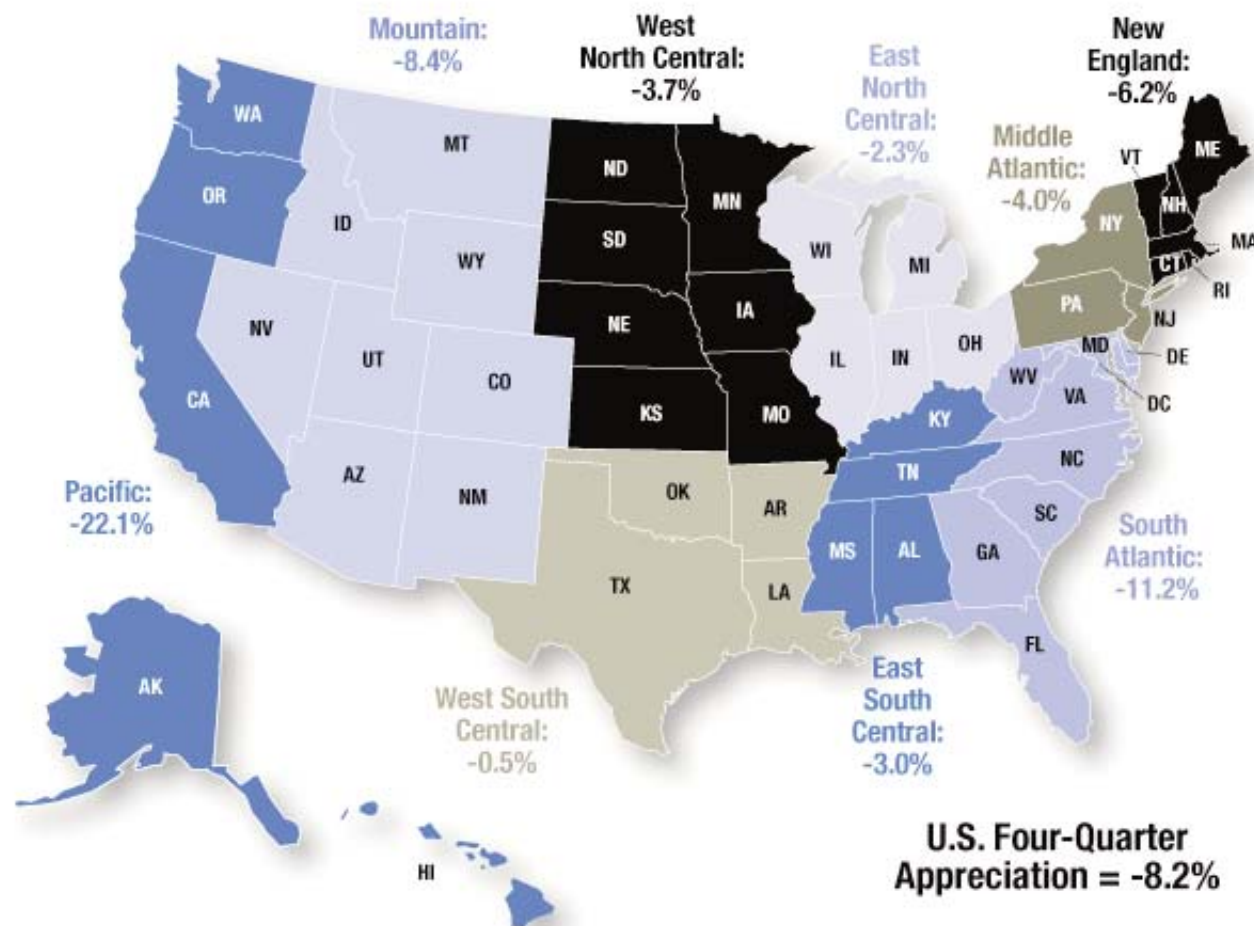 Mountain:
-8.4%
West
North Central:
-3.7%
East
North
Central:
-2.3%
New
England:
-6.2%
Middle
Atlantic:
-4.0%
WA
OR
CA
ID
NV
MT
WY
UT
CO
AZ
NM
ND
SD
NE
KS
MN
IA
MO
WI
MI
IL
IN
OH
NY
PA
NJ
VT
NH
ME
MA
CT
RI
MD
DE
DC
WV
VA
KY
TN
NC
SC
MS
AL
GA
FL
OK
AR
TX
LA
AK
HI
Pacific:
-22.1%
South
Atlantic:
-11.2%
West South
Central:
-0.5%
East
South
Central:
-3.0%
U.S. Four-Quarter
Appreciation = -8.2%